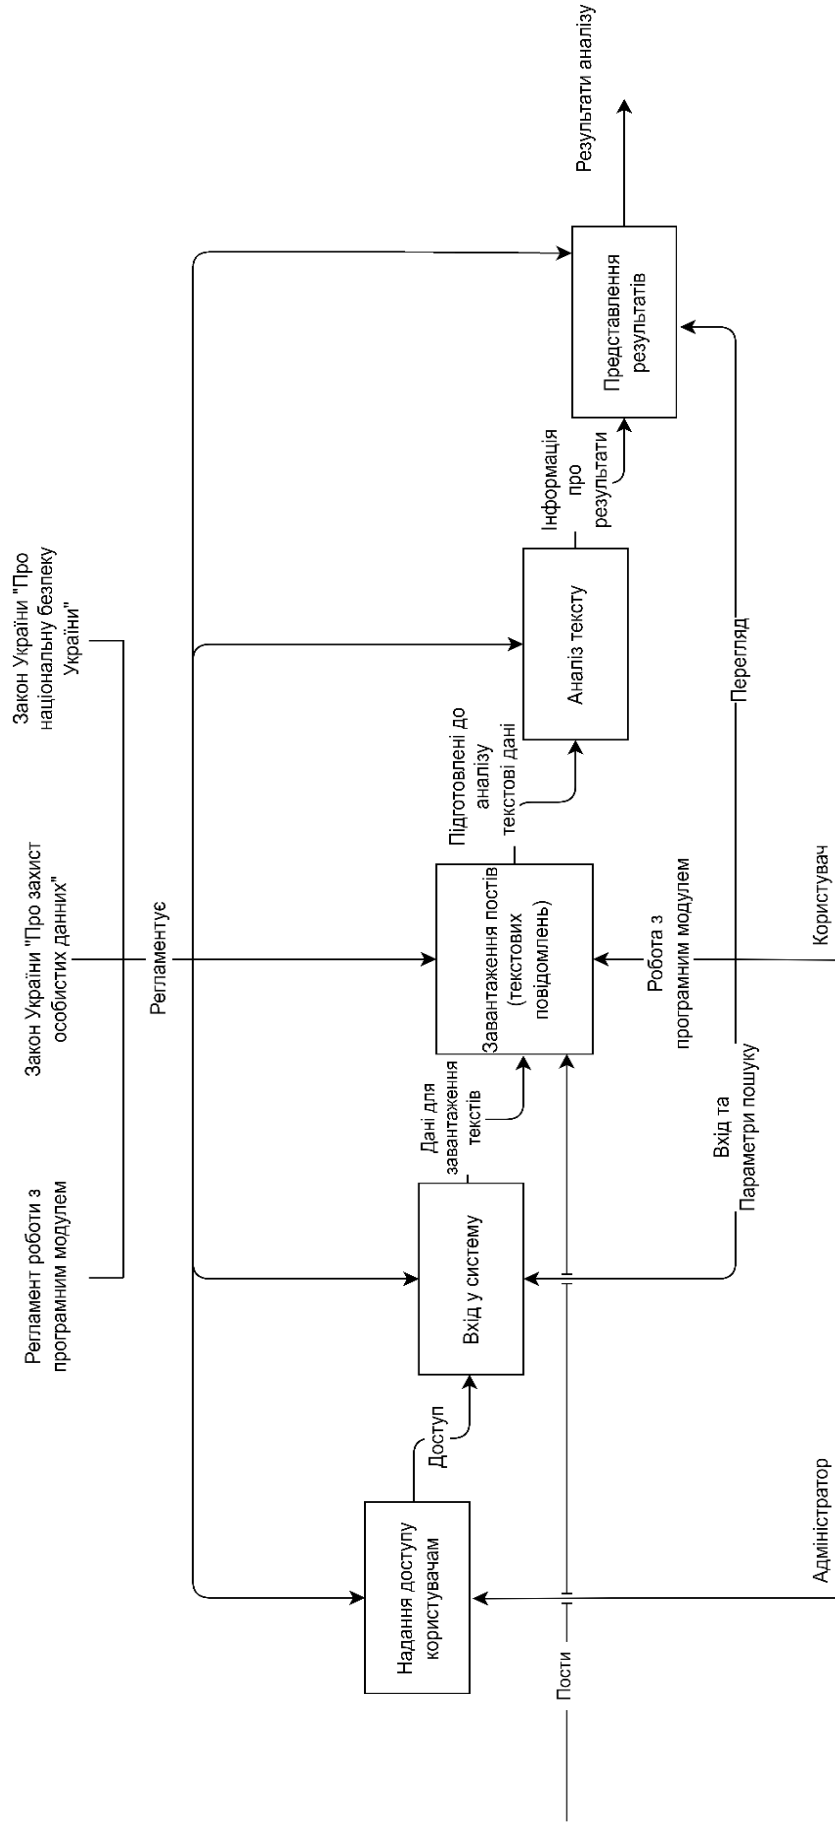 Регламент роботи з
програмним модулем
Закон України "Про захист
особистих данних"
Закон України "Про
національну безпеку
України"
Регламентує
Надання доступу
користувачам
Доступ
Вхід у систему
Дані для
завантаження
текстів
Завантаження постів
(текстових
повідомлень)
Підготовлені до
аналізу
текстові дані
Аналіз тексту
Інформація
про
результати
Представлення
результатів
Результати аналізу
Пости
Вхід та
Параметри пошуку
Робота з
програмним модулем
Перегляд
Адміністратор
Користувач